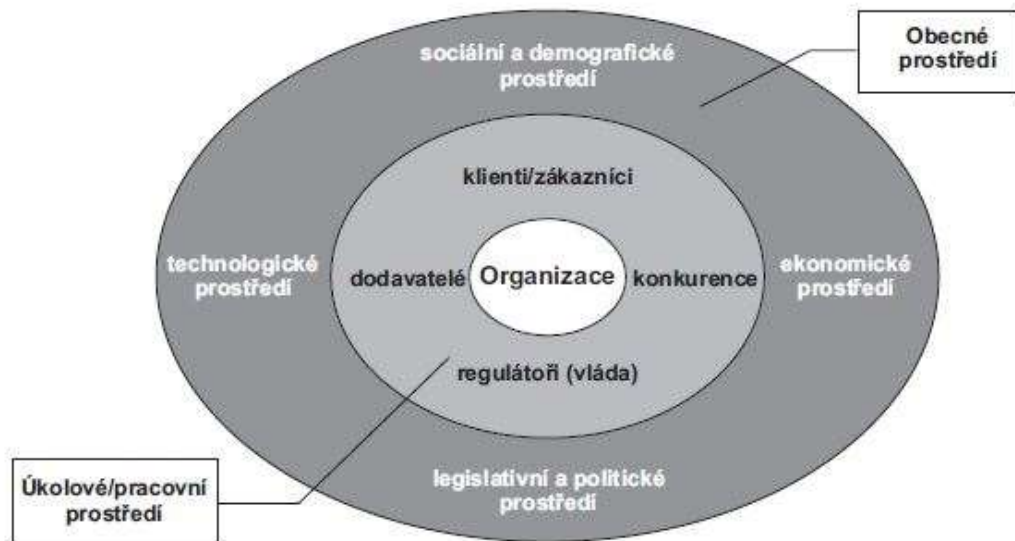 Obecné
prostředí
sociální a demografické
prostředí
klienti/zákazníci
technologické
prostředí
dodavatelé
Organizace
konkurence
ekonomické
prostředí
regulátoři (vláda)
legislativní a politické
prostředí
Úkolové/pracovní
prostředí